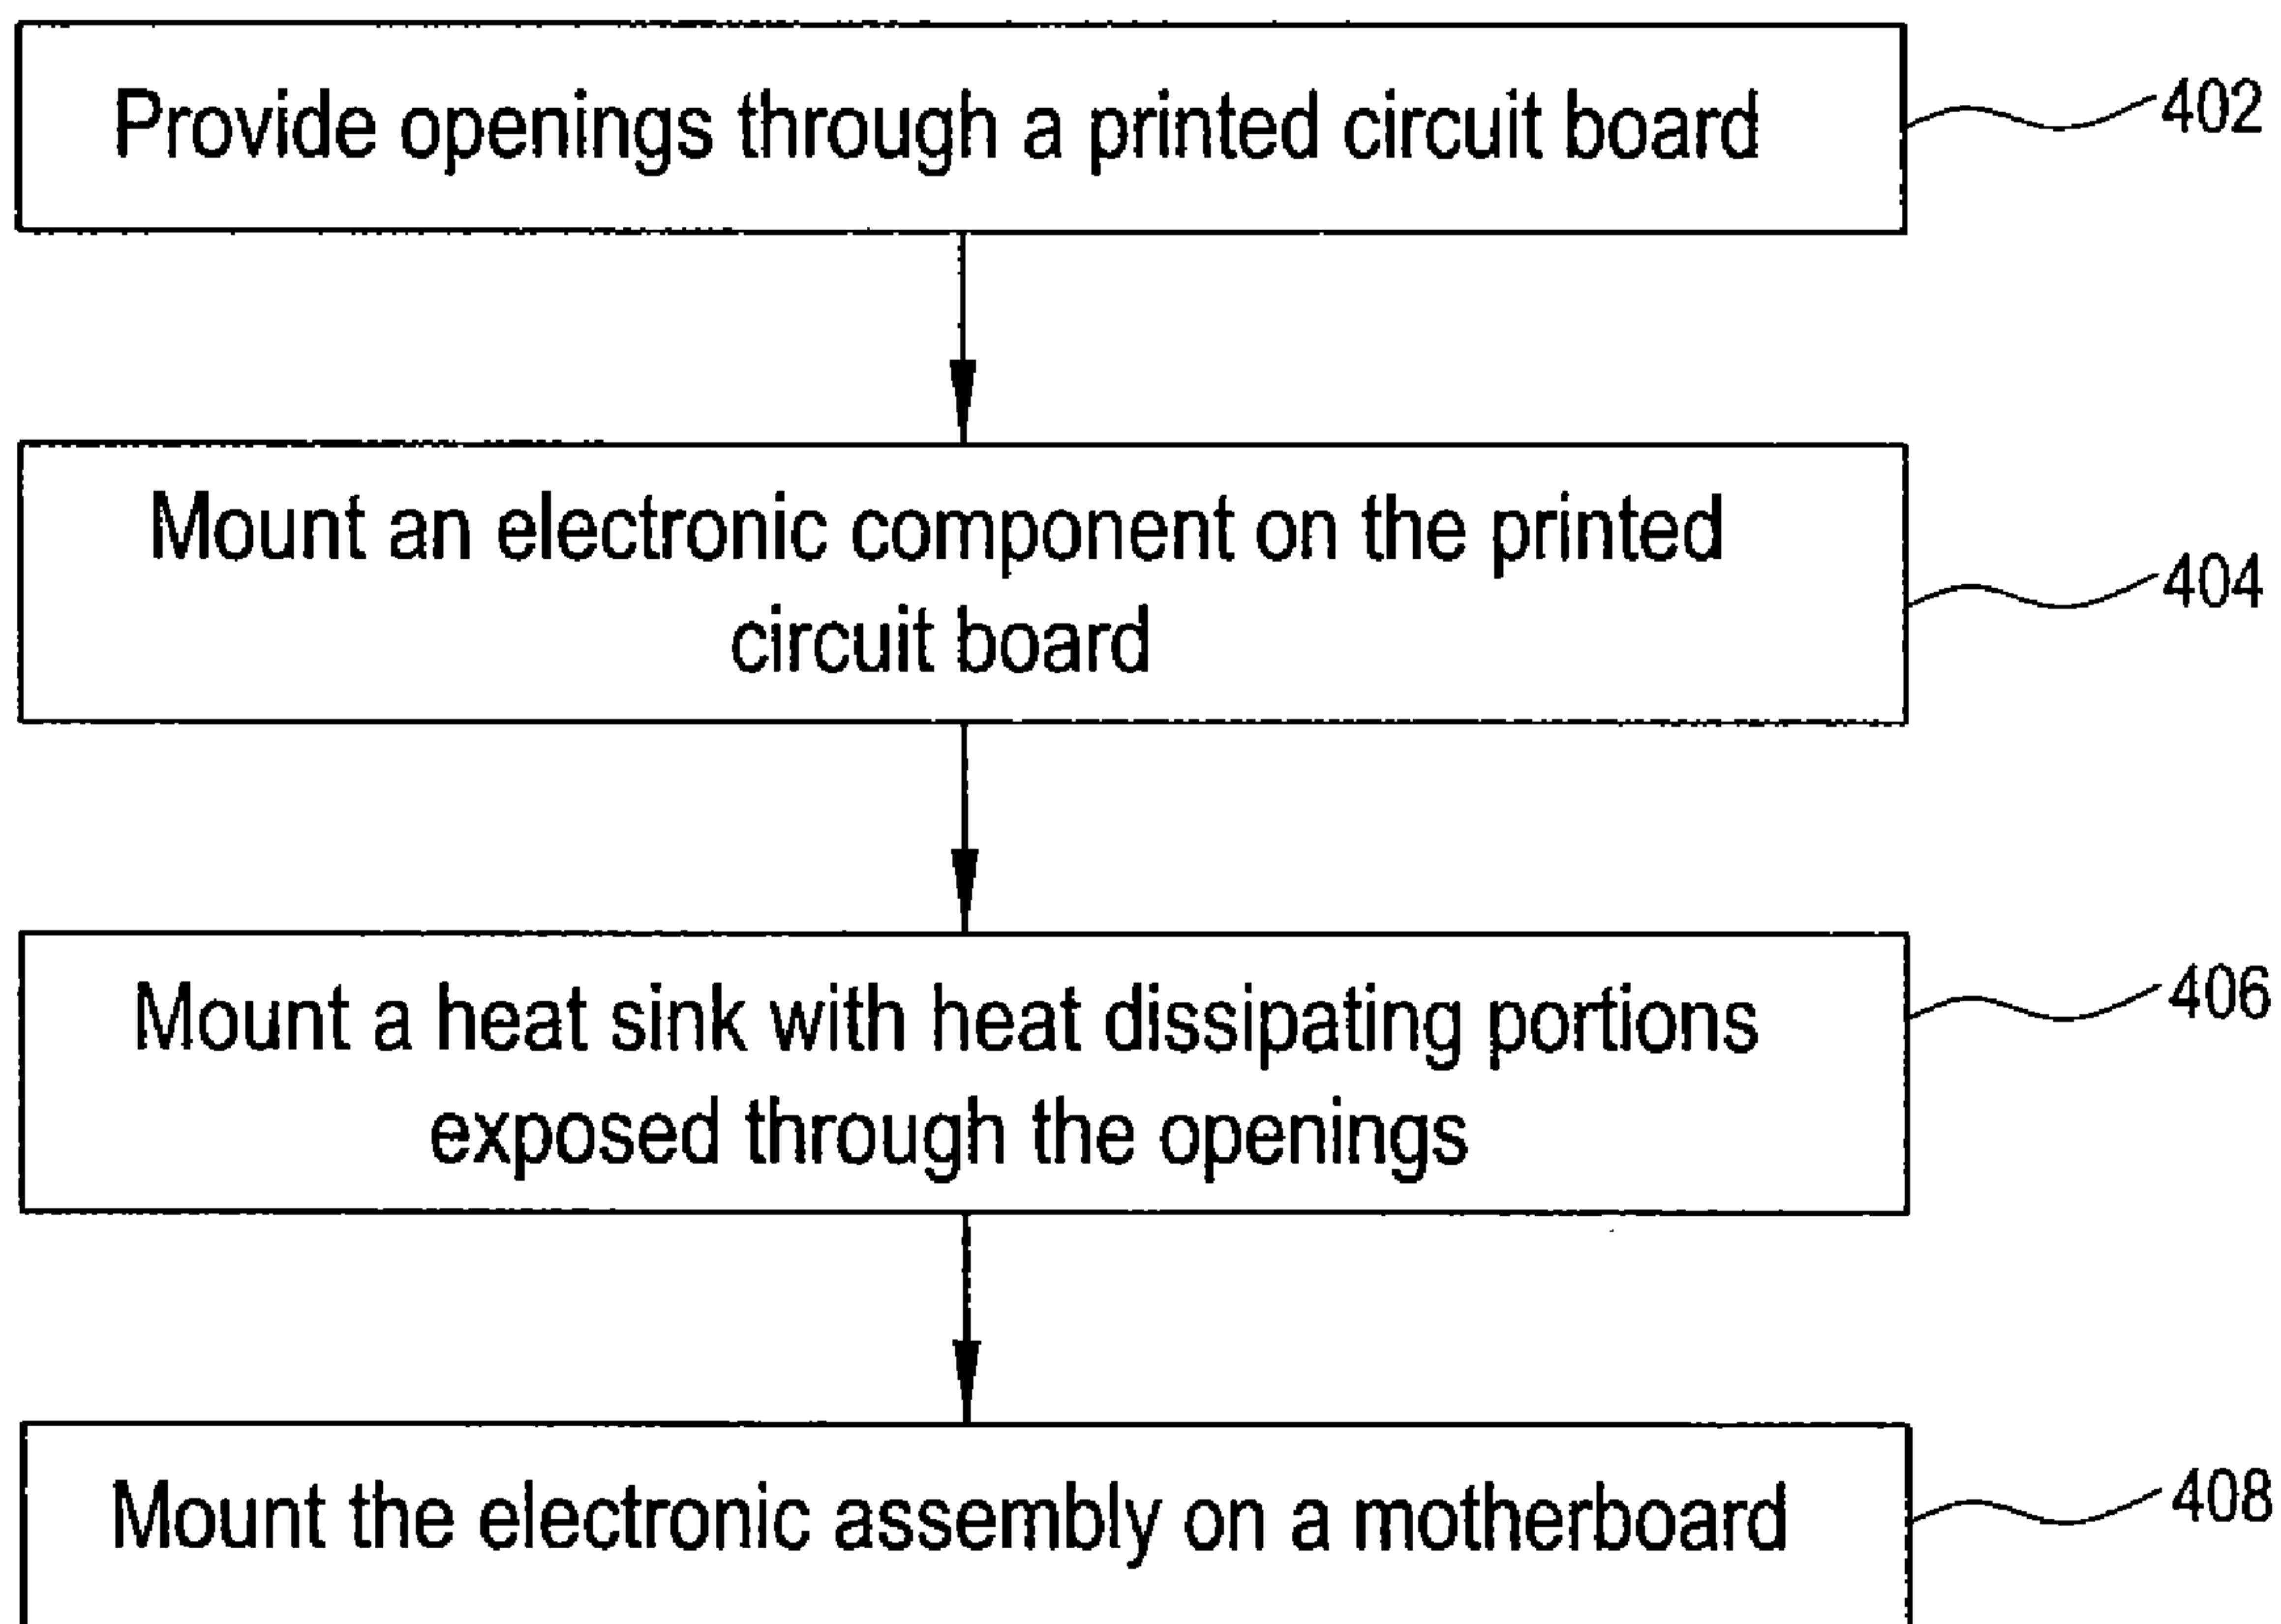 Provide openings through a printed circuit board
402
Mount an electronic component on the printed
circuit board
404
Mount a heat sink with heat dissipating portions
exposed through the openings
406
Mount the electronic assembly on a motherboard
408